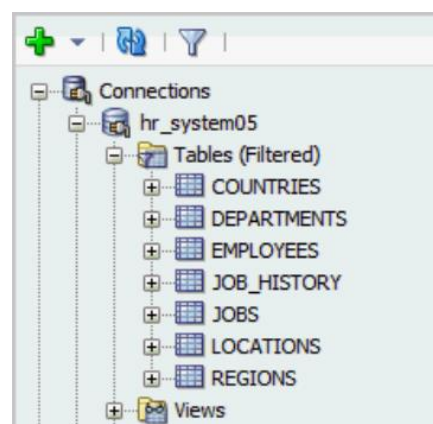 Connections
hr_system05
Tables (Filtered)
COUNTRIES
DEPARTMENTS
EMPLOYEES
JOB_HISTORY
JOBS
LOCATIONS
REGIONS
Views